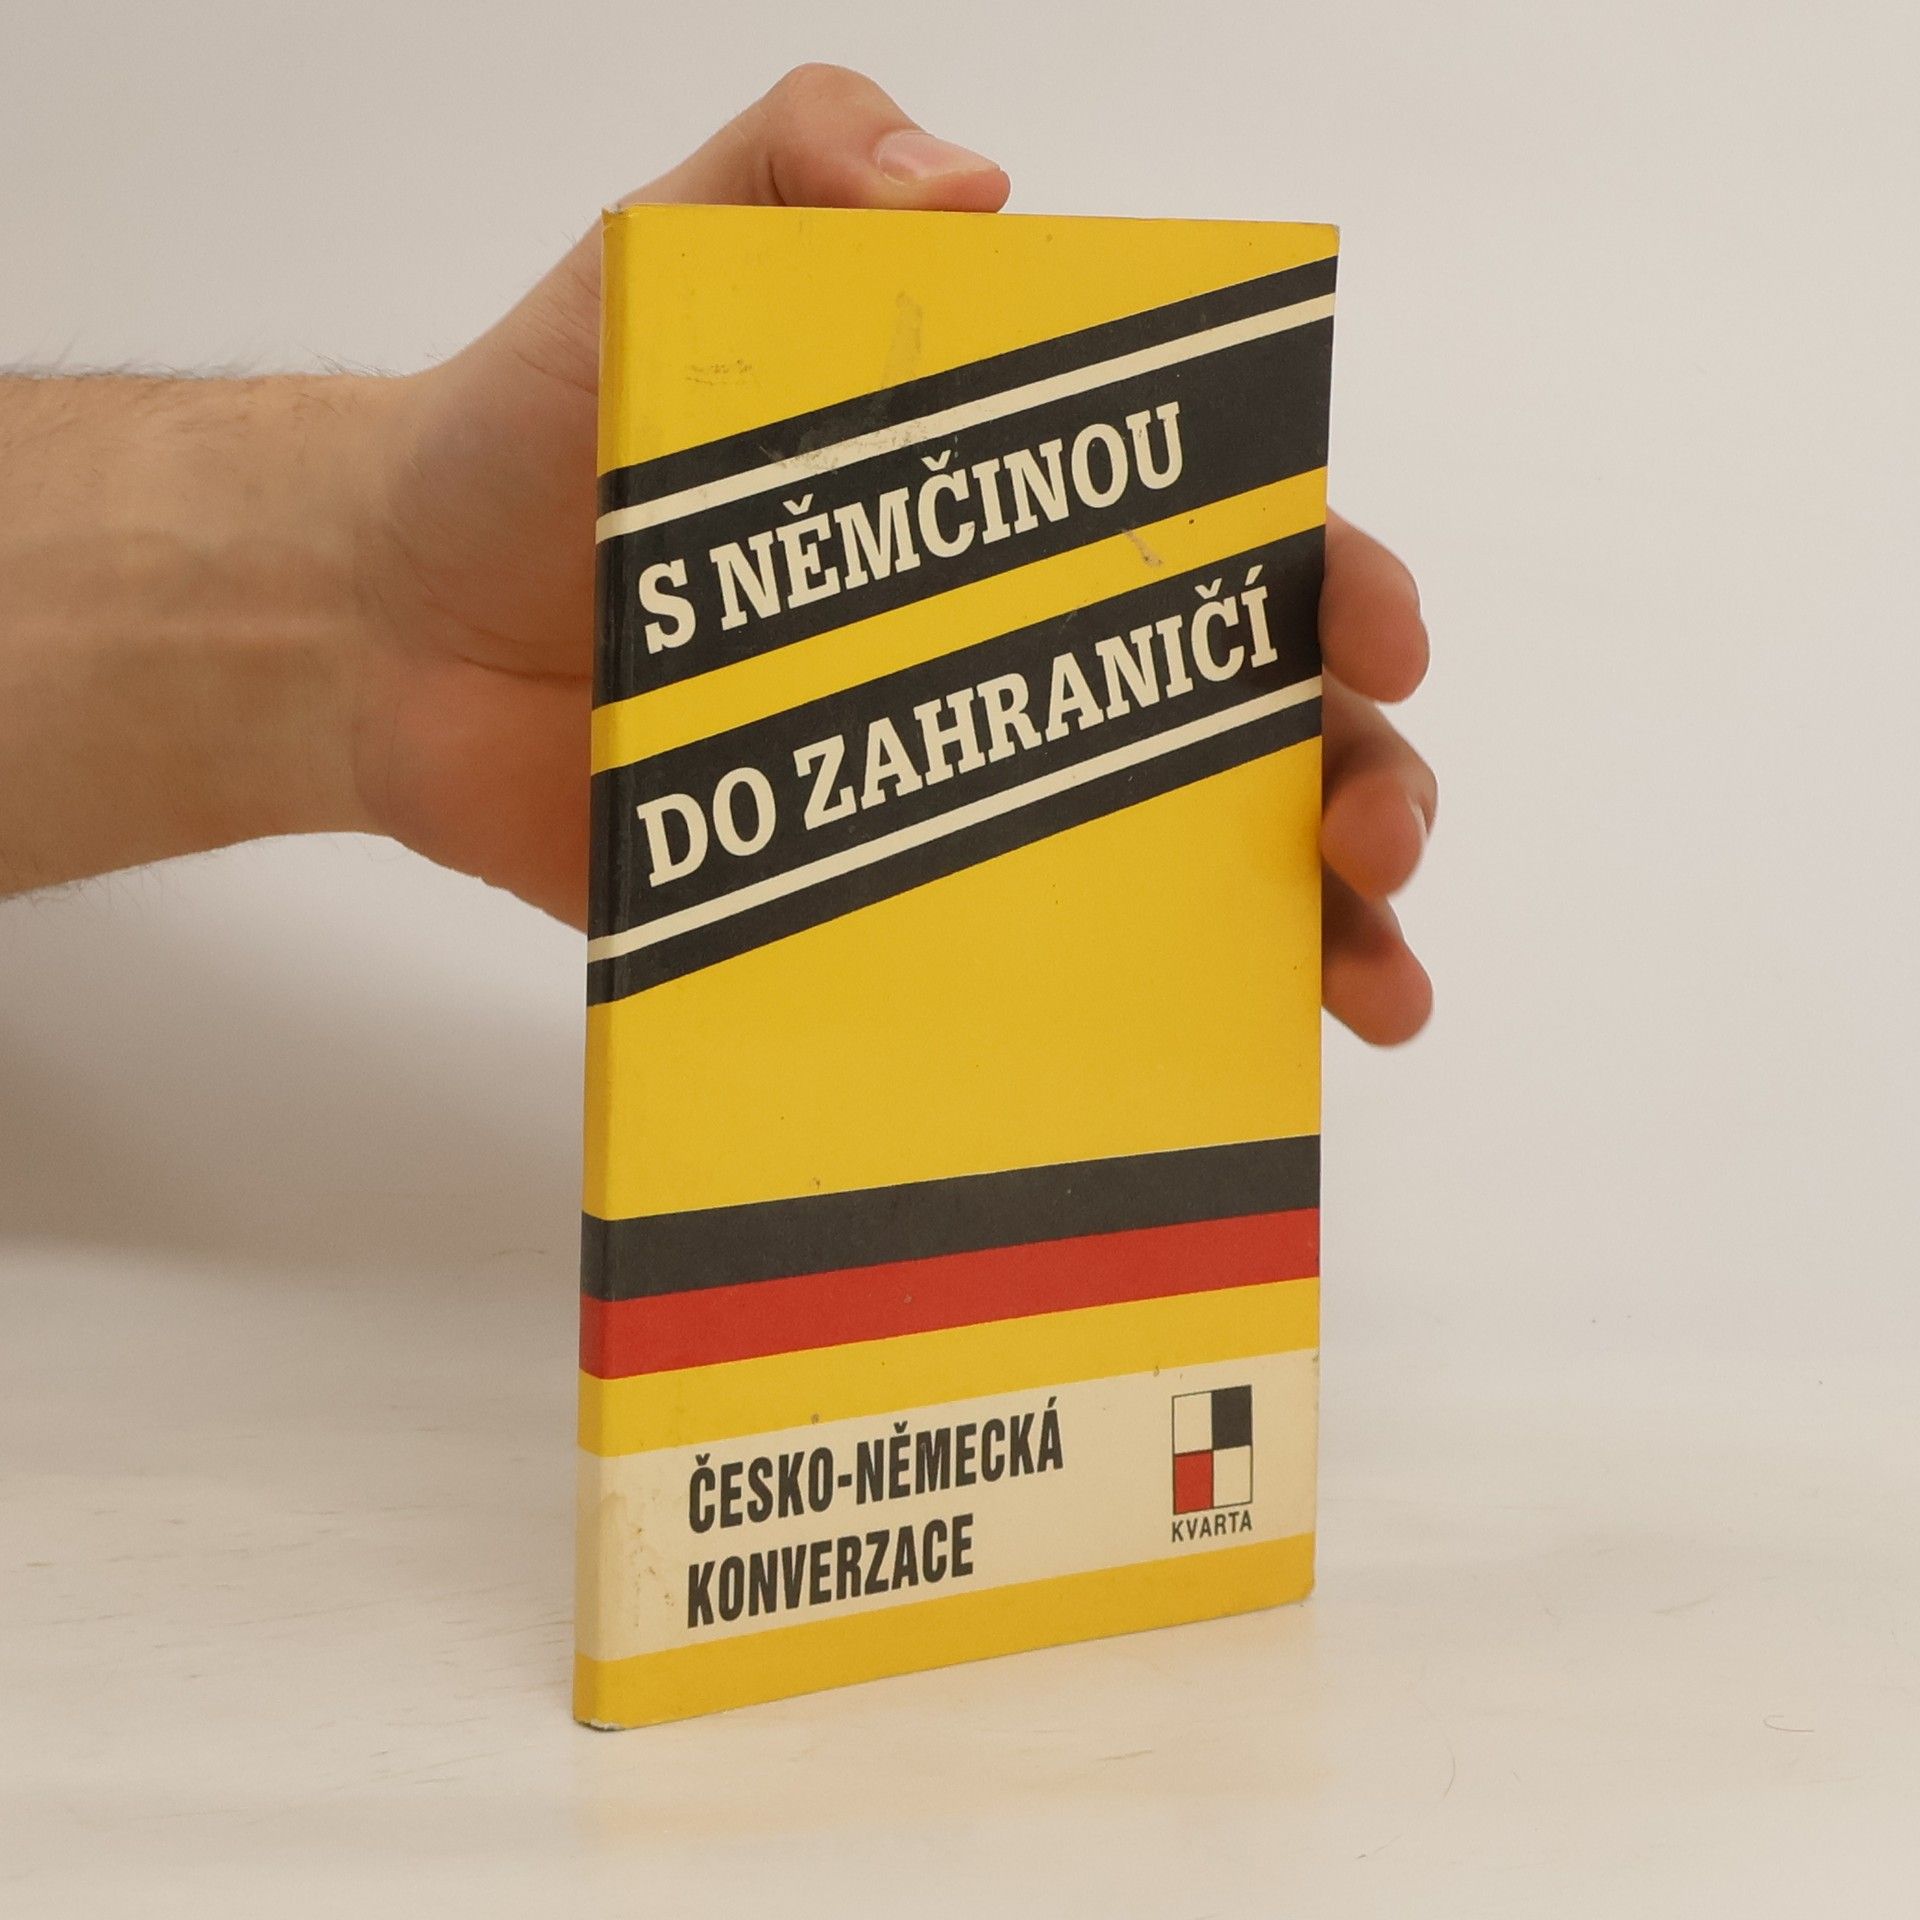 S NĚMČINOU
DO ZAHRANIČÍ
ČESKO-NĚMECKÁ
KONVERZACE
KVARTA